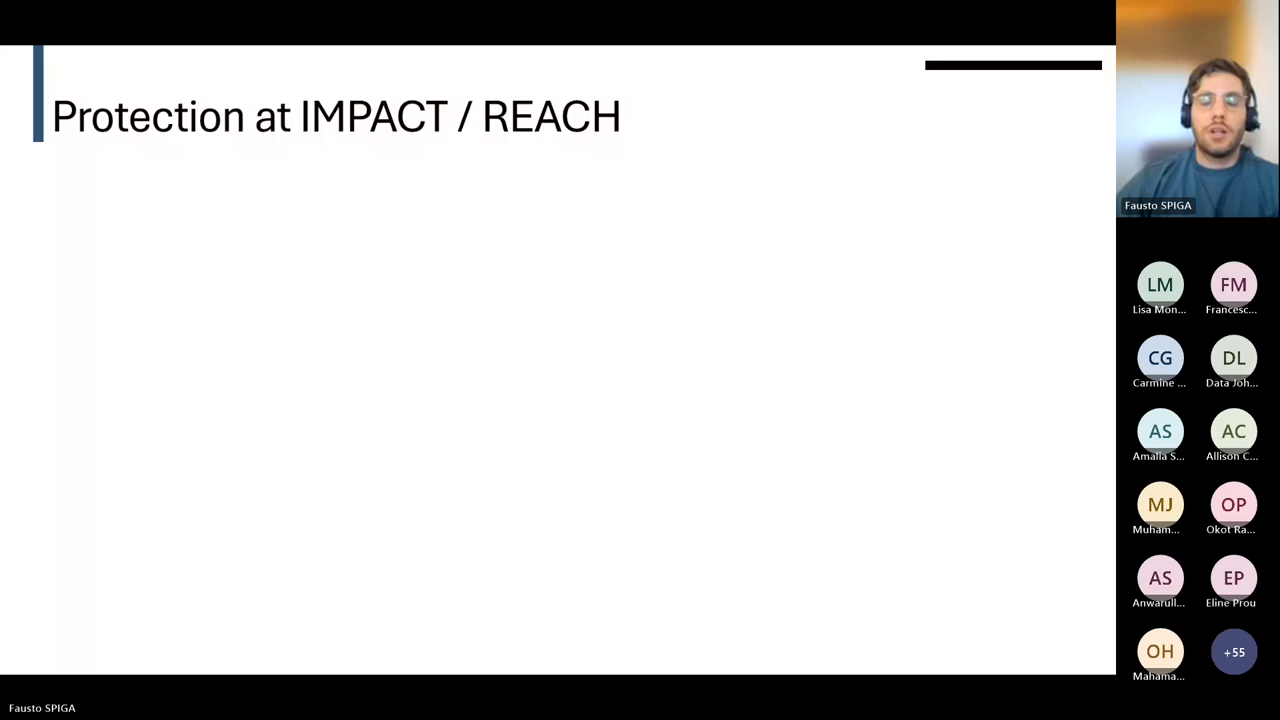 Protection at IMPACT / REACH
Fausto SPIGA
LM
FM
Lisa Mon...
Francesc...
CG
DL
Carmine ...
Data Joh...
AS
AC
Amalia S...
Allison C...
MJ
OP
Muham...
Okot Ra...
AS
EP
Anwarull...
Eline Prou
OH
+55
Mahama...
Fausto SPIGA